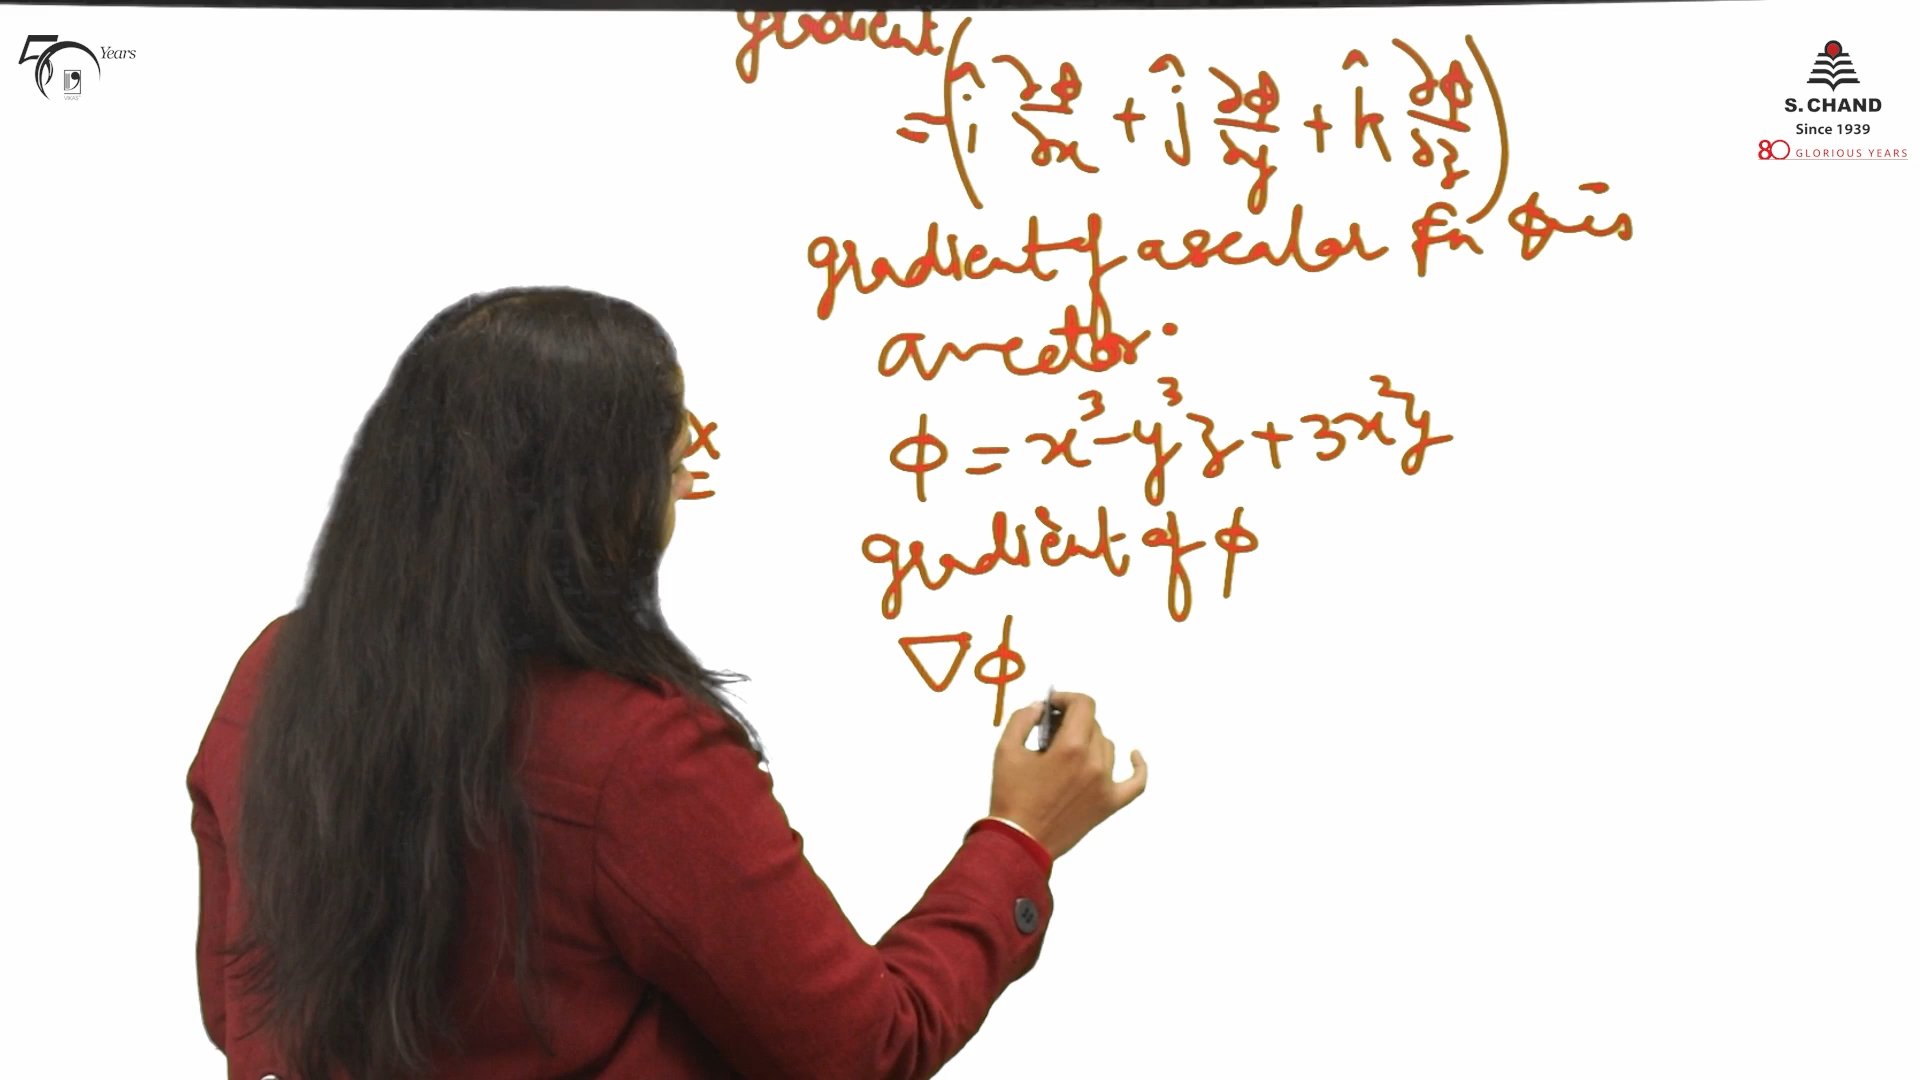 50 Years
VIKAS
S. CHAND
Since 1939
80 GLORIOUS YEARS
gradient
= (î ∂φ/∂x + ĵ ∂φ/∂y + k̂ ∂φ/∂z)
gradient of a scalar fn φ is
a vector.
x
=
φ = x³ - y³z + 3x²y
gradient of φ
∇φ